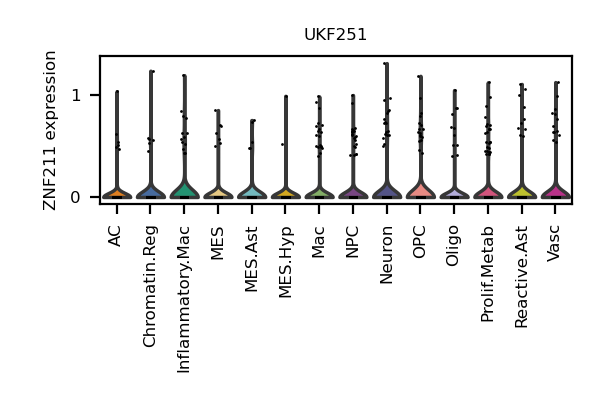 UKF251
ZNF211 expression
1
0
AC
Chromatin.Reg
Inflammatory.Mac
MES
MES.Ast
MES.Hyp
Mac
NPC
Neuron
OPC
Oligo
Prolif.Metab
Reactive.Ast
Vasc